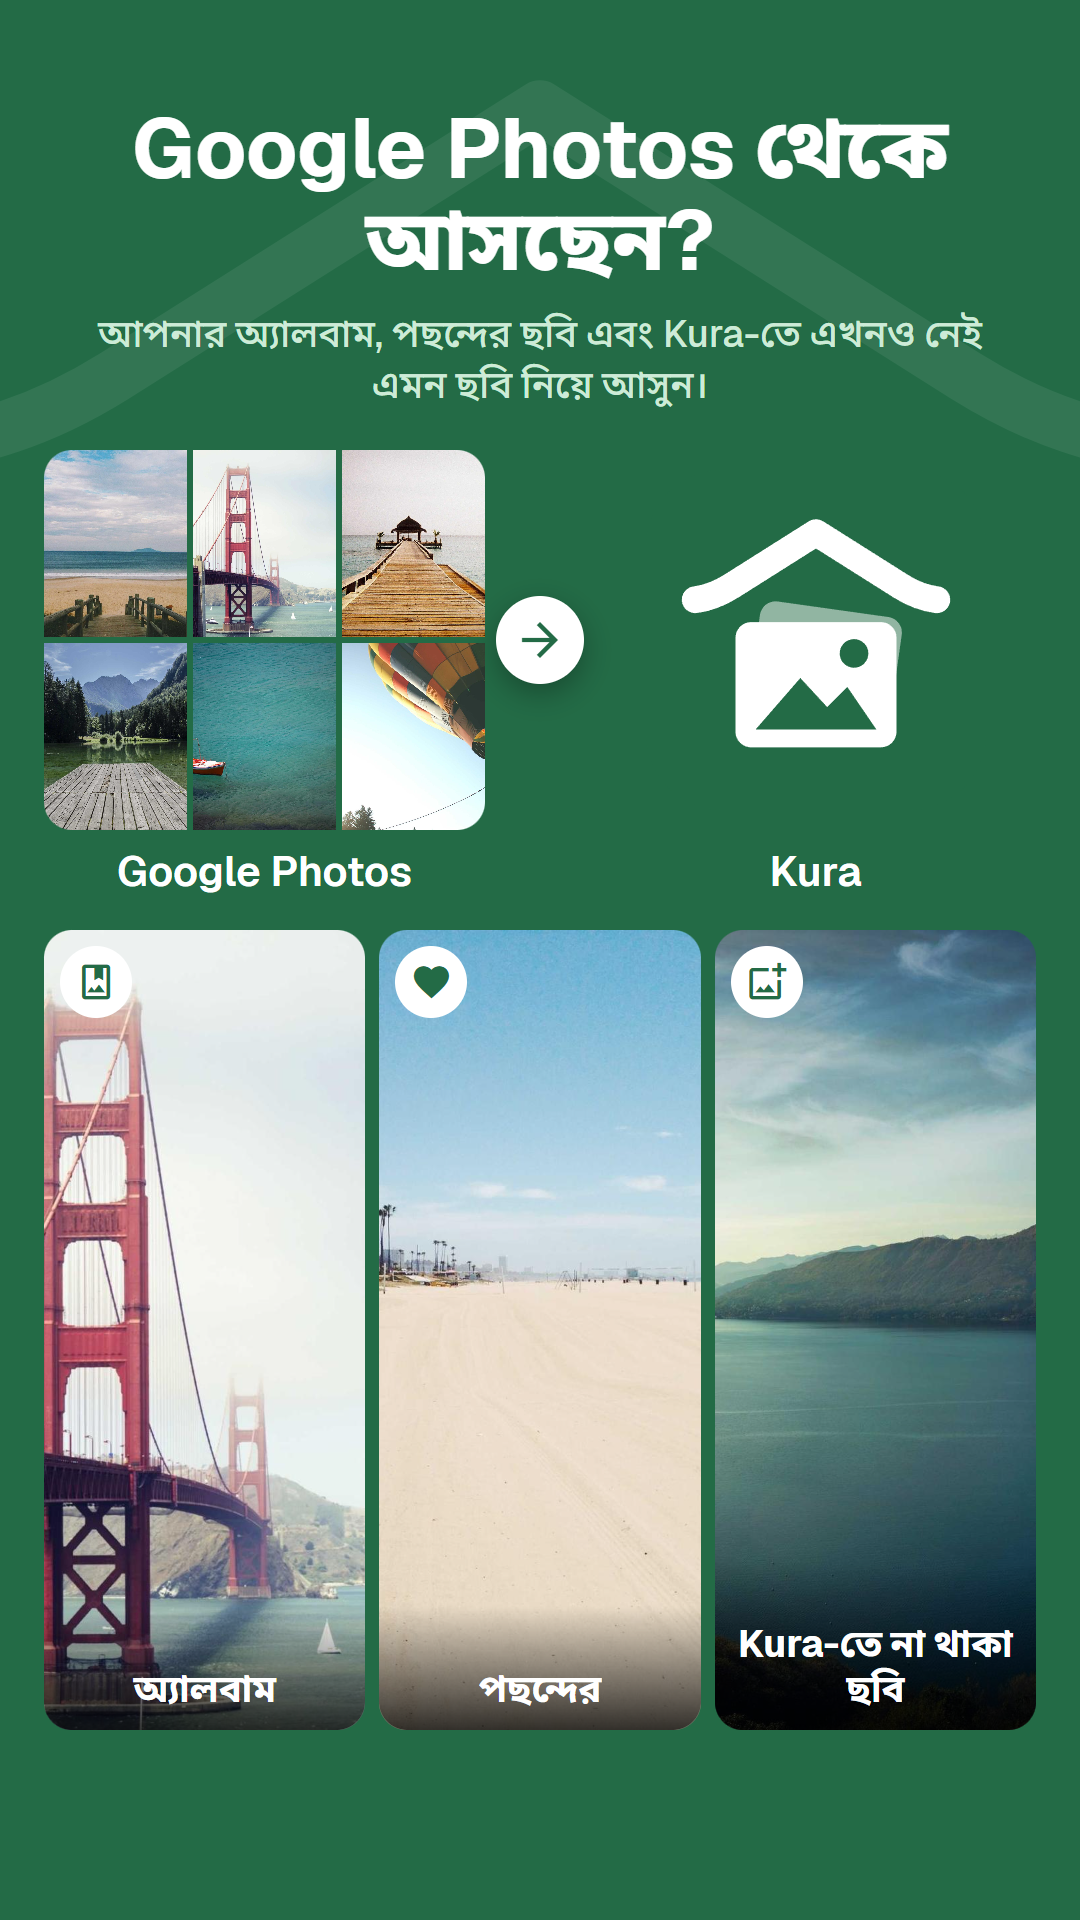 Google Photos থেকে
আসছেন?
আপনার অ্যালবাম, পছন্দের ছবি এবং Kura-তে এখনও নেই
এমন ছবি নিয়ে আসুন।
Google Photos
Kura
অ্যালবাম
পছন্দের
Kura-তে না থাকা
ছবি